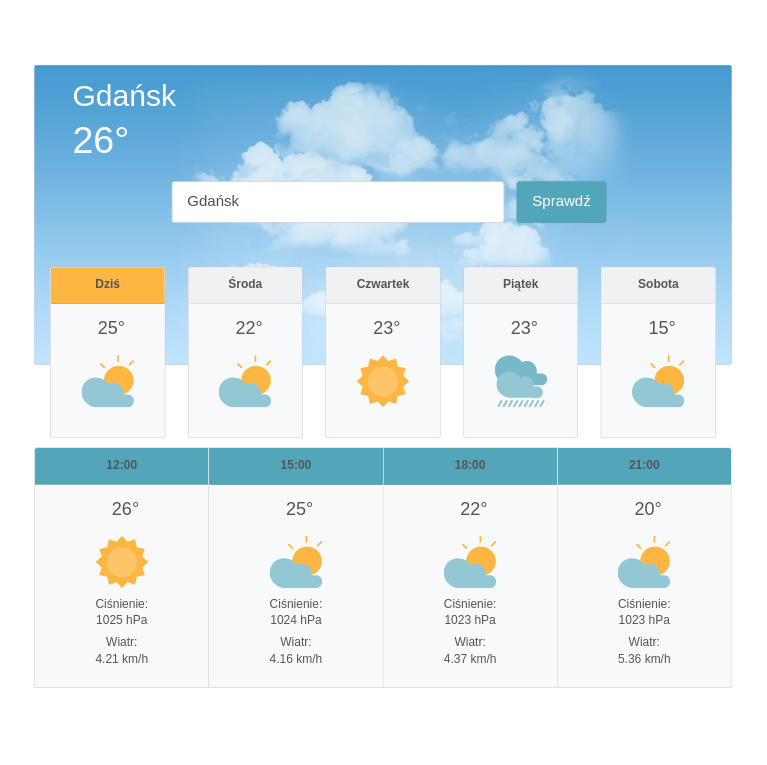 Gdańsk
26°
Gdańsk Sprawdź
Dziś Środa Czwartek Piątek Sobota
25° 22° 23° 23° 15°
12:00 15:00 18:00 21:00
26° 25° 22° 20°
Ciśnienie: Ciśnienie: Ciśnienie: Ciśnienie:
1025 hPa 1024 hPa 1023 hPa 1023 hPa
Wiatr: Wiatr: Wiatr: Wiatr:
4.21 km/h 4.16 km/h 4.37 km/h 5.36 km/h